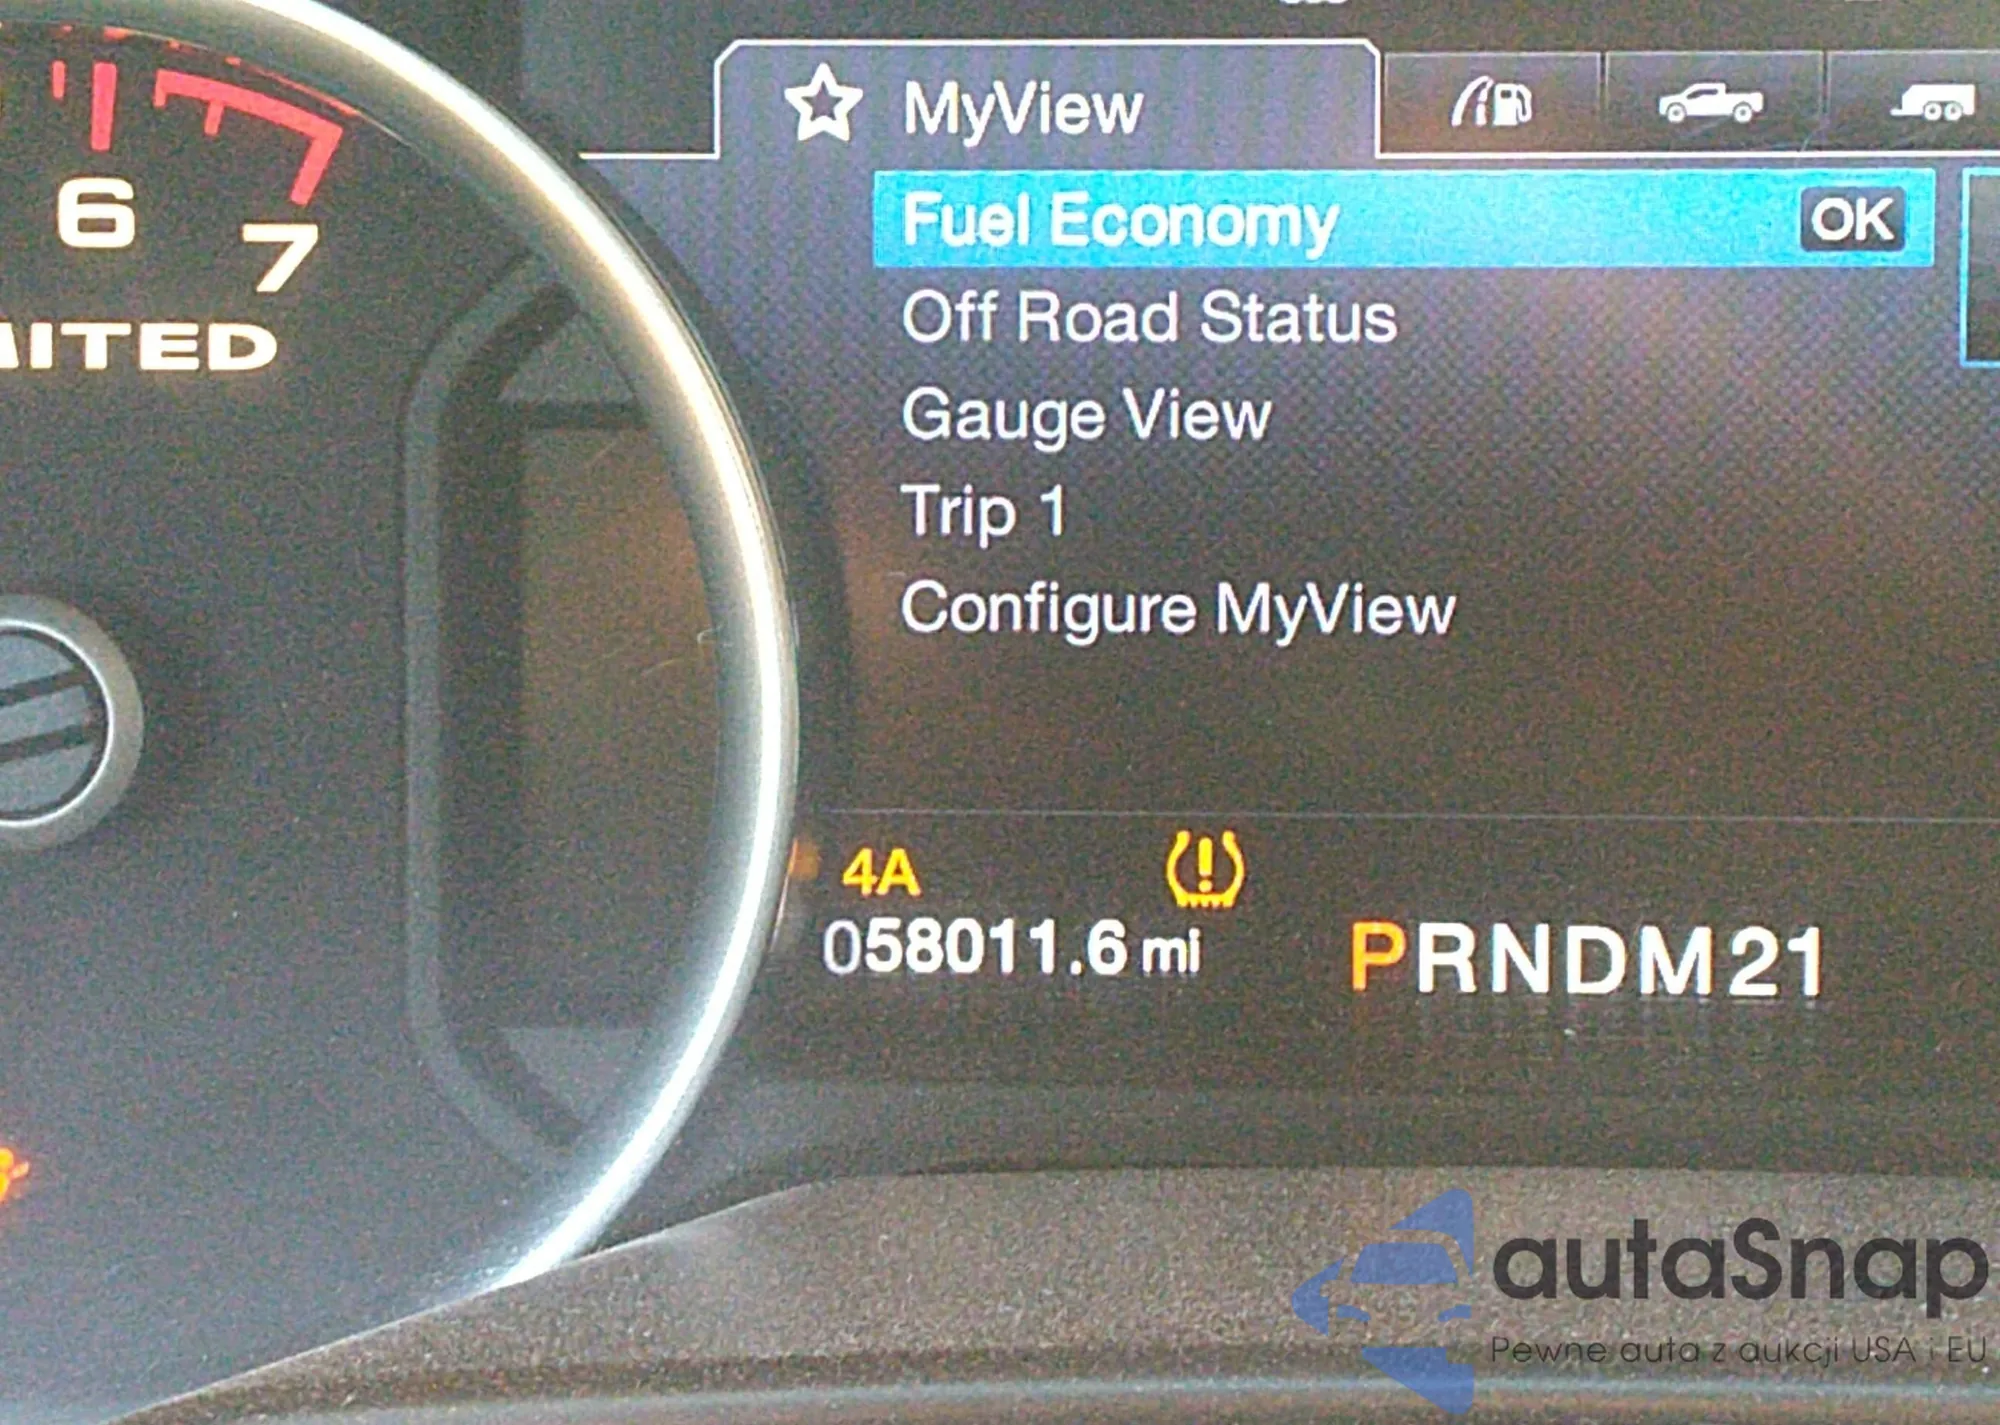 MyView
Fuel Economy OK
Off Road Status
Gauge View
Trip 1
Configure MyView
6
7
MITED
4A
058011.6 mi
PRNDM21
autaSnap
Pewne auta z aukcji USA i EU